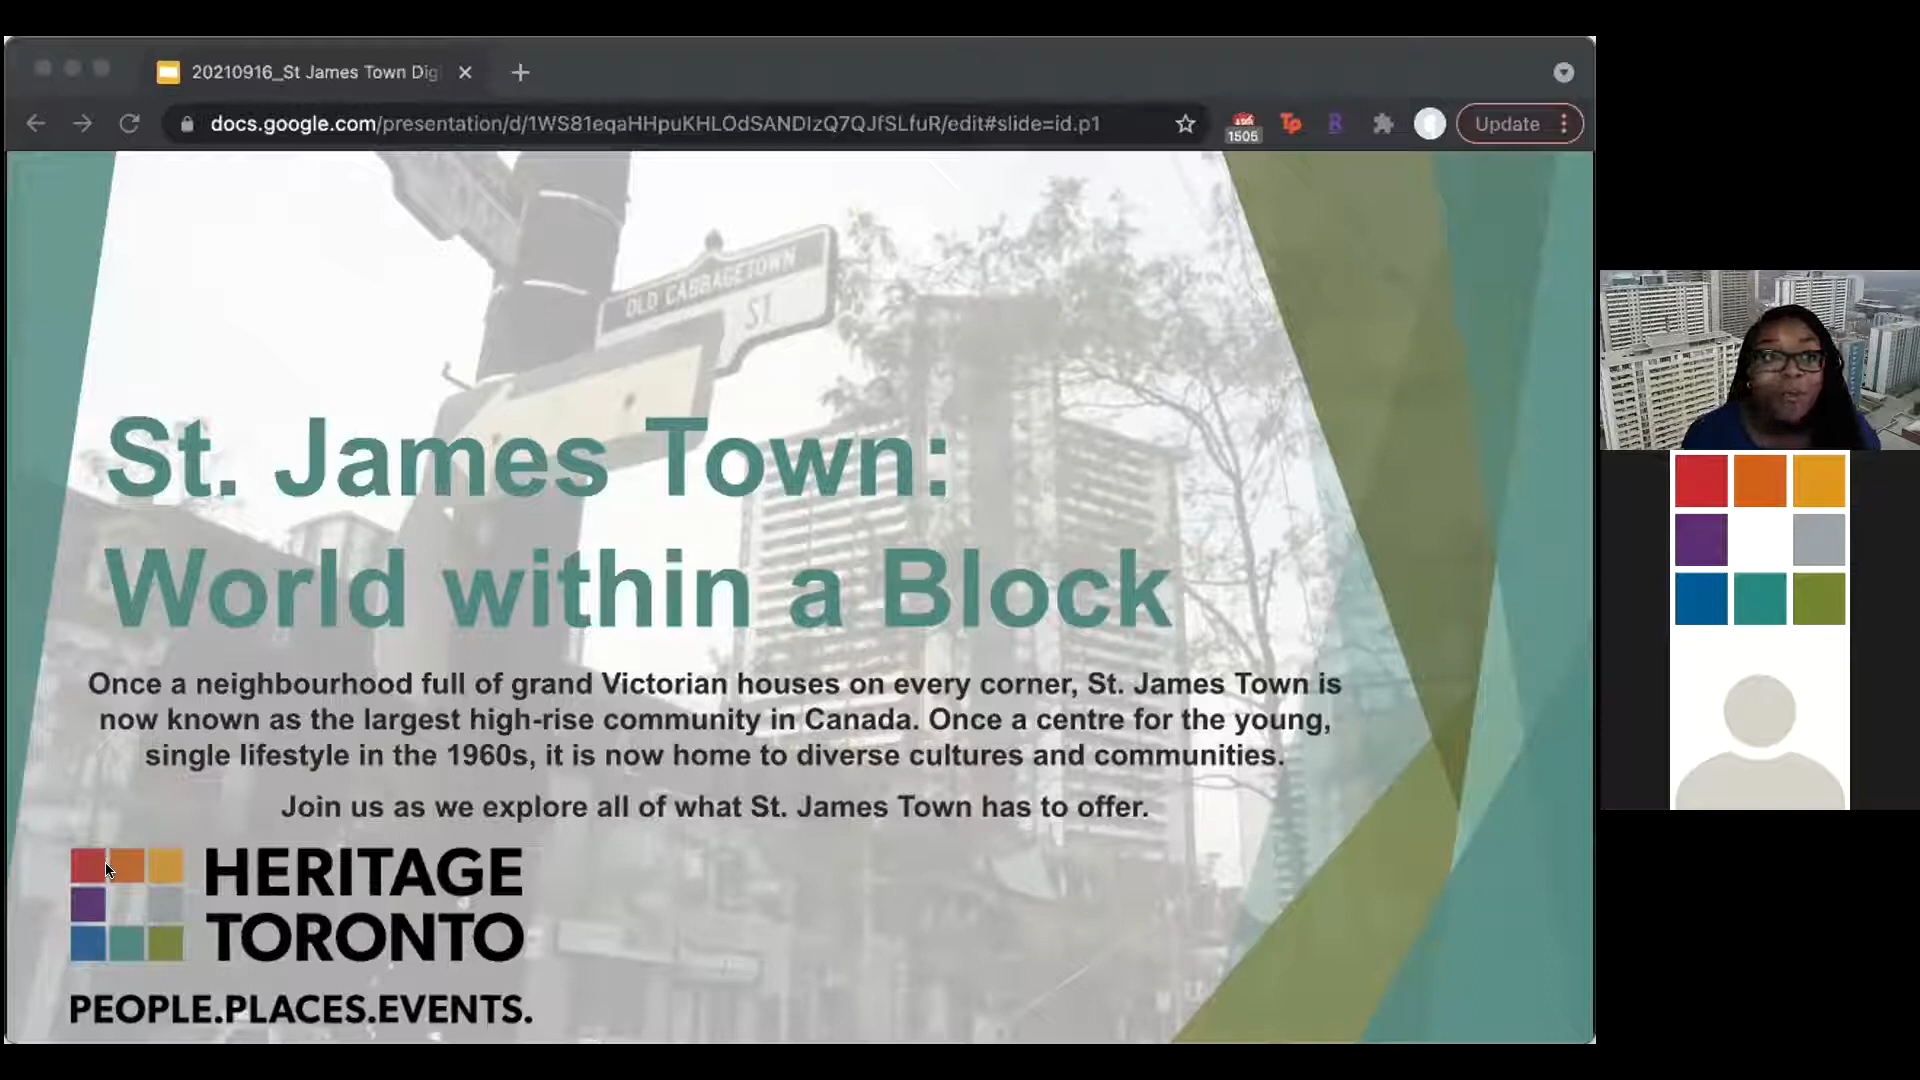 20210916_St James Town Dig
docs.google.com/presentation/d/1WS81eqaHHpuKHLOdSANDIzQ7QJfSLfuR/edit#slide=id.p1
1505
Tp
B
Update
OLD CABBAGETOWN
ST
St. James Town:
World within a Block
Once a neighbourhood full of grand Victorian houses on every corner, St. James Town is
now known as the largest high-rise community in Canada. Once a centre for the young,
single lifestyle in the 1960s, it is now home to diverse cultures and communities.
Join us as we explore all of what St. James Town has to offer.
HERITAGE
TORONTO
PEOPLE.PLACES.EVENTS.